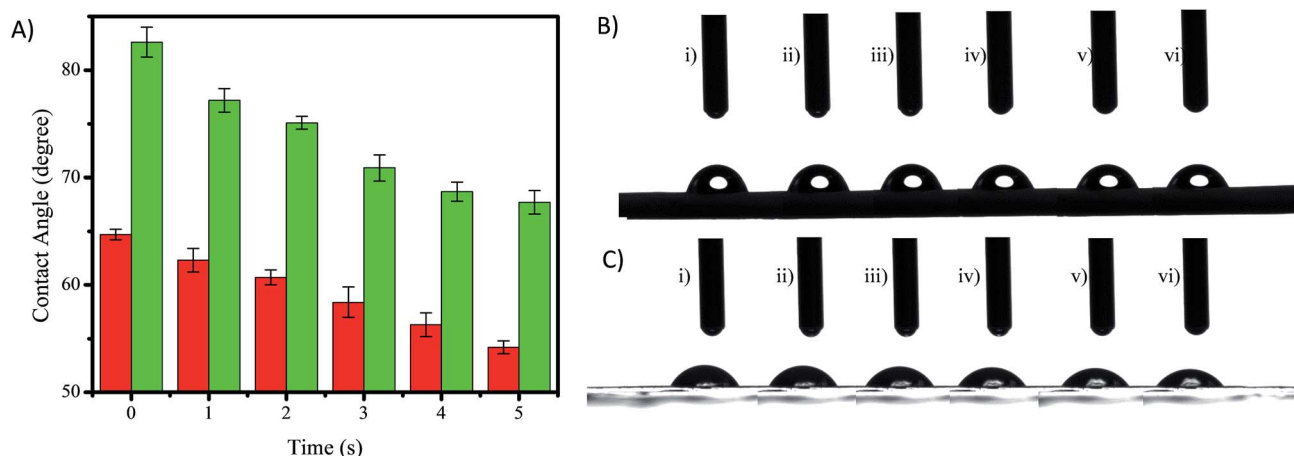 A)
Contact Angle (degree)
80
70
60
50
0 1 2 3 4 5
Time (s)
B)
i) ii) iii) iv) v) vi)
C)
i) ii) iii) iv) v) vi)